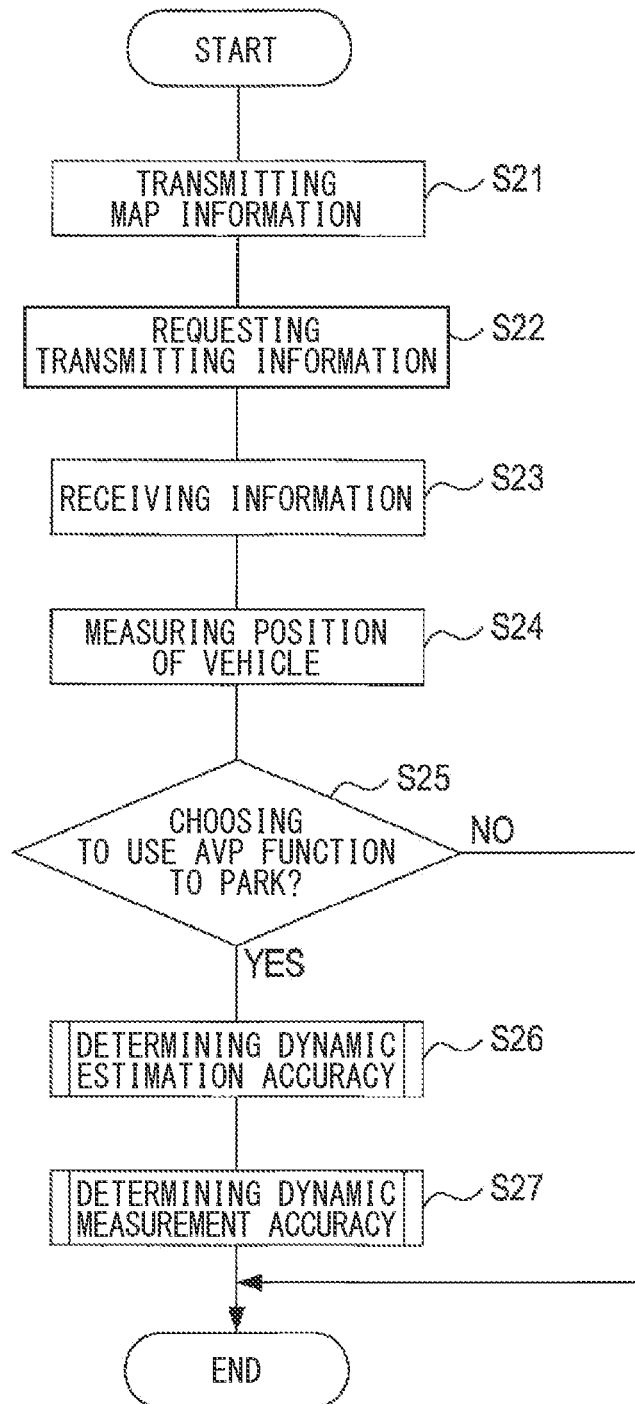 START
TRANSMITTING
MAP INFORMATION
S21
REQUESTING
TRANSMITTING INFORMATION
S22
RECEIVING INFORMATION
S23
MEASURING POSITION
OF VEHICLE
S24
S25
CHOOSING
TO USE AVP FUNCTION
TO PARK?
NO
YES
DETERMINING DYNAMIC
ESTIMATION ACCURACY
S26
DETERMINING DYNAMIC
MEASUREMENT ACCURACY
S27
END